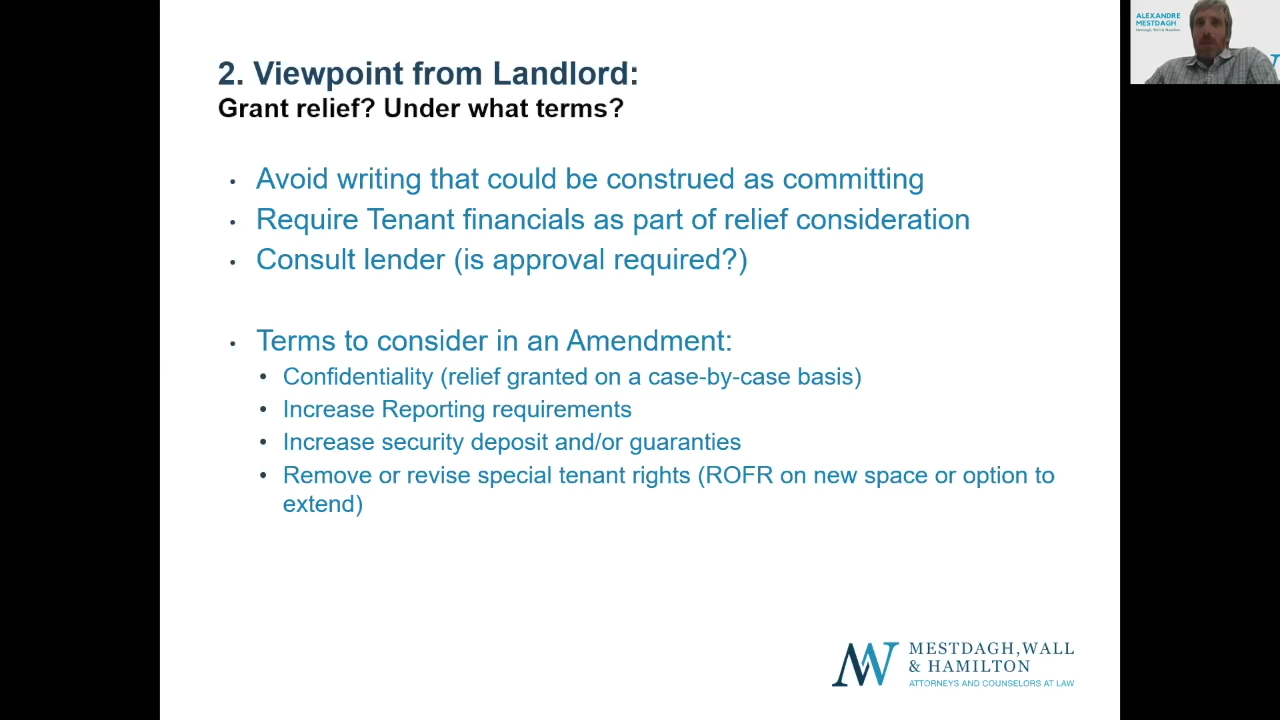 2. Viewpoint from Landlord:
Grant relief? Under what terms?
• Avoid writing that could be construed as committing
• Require Tenant financials as part of relief consideration
• Consult lender (is approval required?)
• Terms to consider in an Amendment:
• Confidentiality (relief granted on a case-by-case basis)
• Increase Reporting requirements
• Increase security deposit and/or guaranties
• Remove or revise special tenant rights (ROFR on new space or option to
extend)
MESTDAGH, WALL
& HAMILTON
ATTORNEYS AND COUNSELORS AT LAW
ALEXANDRE
MESTDAGH
Mestdagh, Wall & Hamilton